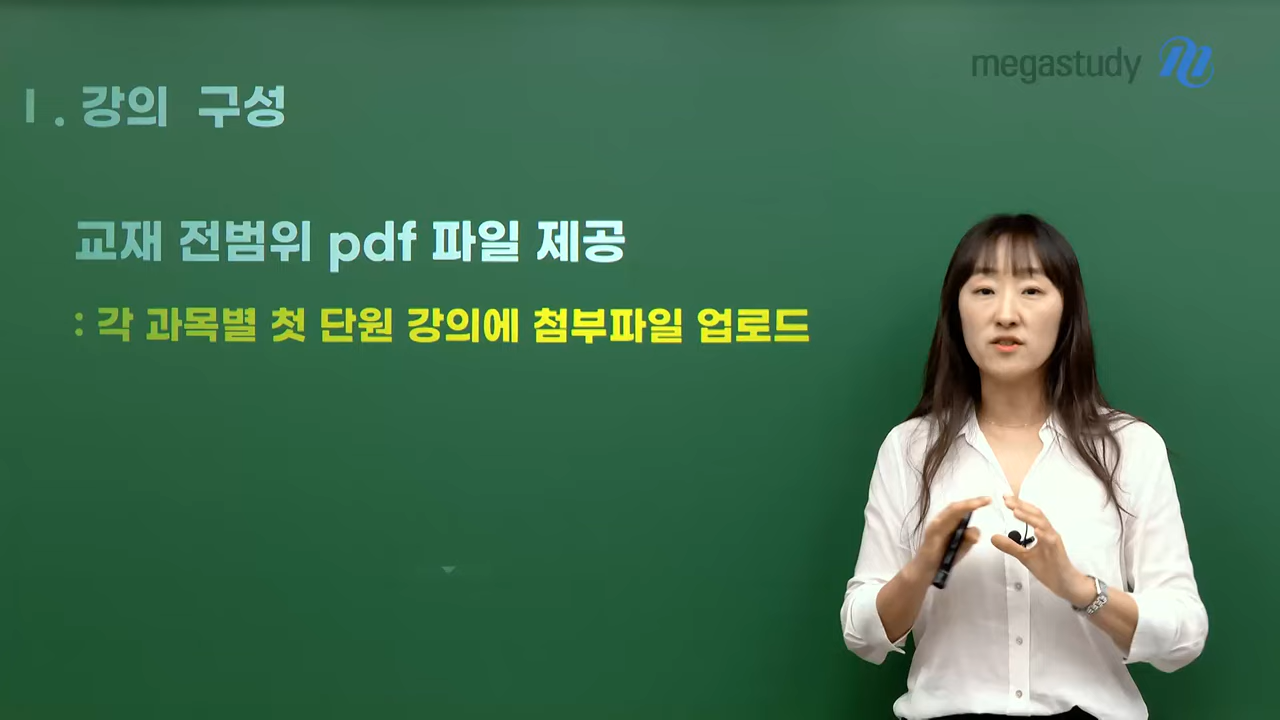 megastudy
I. 강의 구성
교재 전범위 pdf 파일 제공
: 각 과목별 첫 단원 강의에 첨부파일 업로드